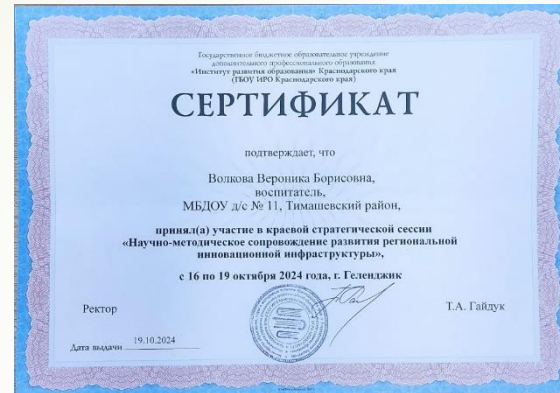 Государственное бюджетное образовательное учреждение
дополнительного профессионального образования
«Институт развития образования» Краснодарского края
(ГБОУ ИРО Краснодарского края)
СЕРТИФИКАТ
подтверждает, что
Волкова Вероника Борисовна,
воспитатель,
МБДОУ д/с № 11, Тимашевский район,
принял(а) участие в краевой стратегической сессии
«Научно-методическое сопровождение развития региональной
инновационной инфраструктуры»,
с 16 по 19 октября 2024 года, г. Геленджик
Ректор
Т.А. Гайдук
Дата выдачи 19.10.2024